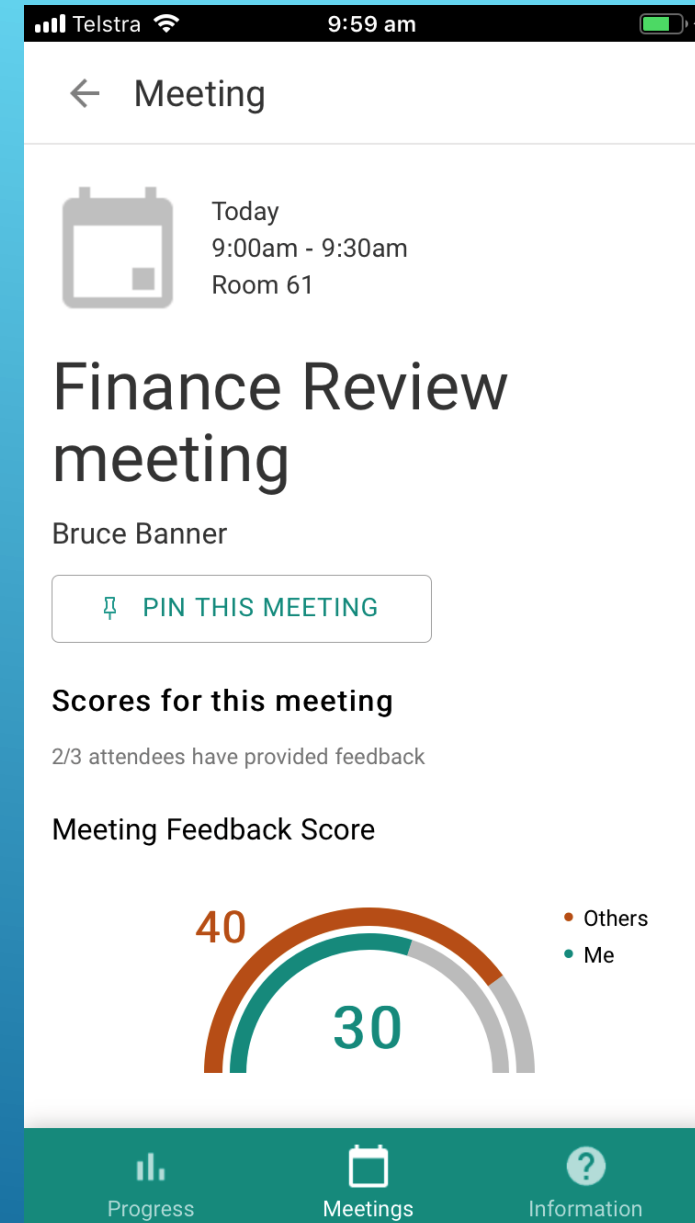 Telstra 9:59 am
Meeting
Today
9:00am - 9:30am
Room 61
Finance Review
meeting
Bruce Banner
PIN THIS MEETING
Scores for this meeting
2/3 attendees have provided feedback
Meeting Feedback Score
40
30
Others
Me
Progress Meetings Information